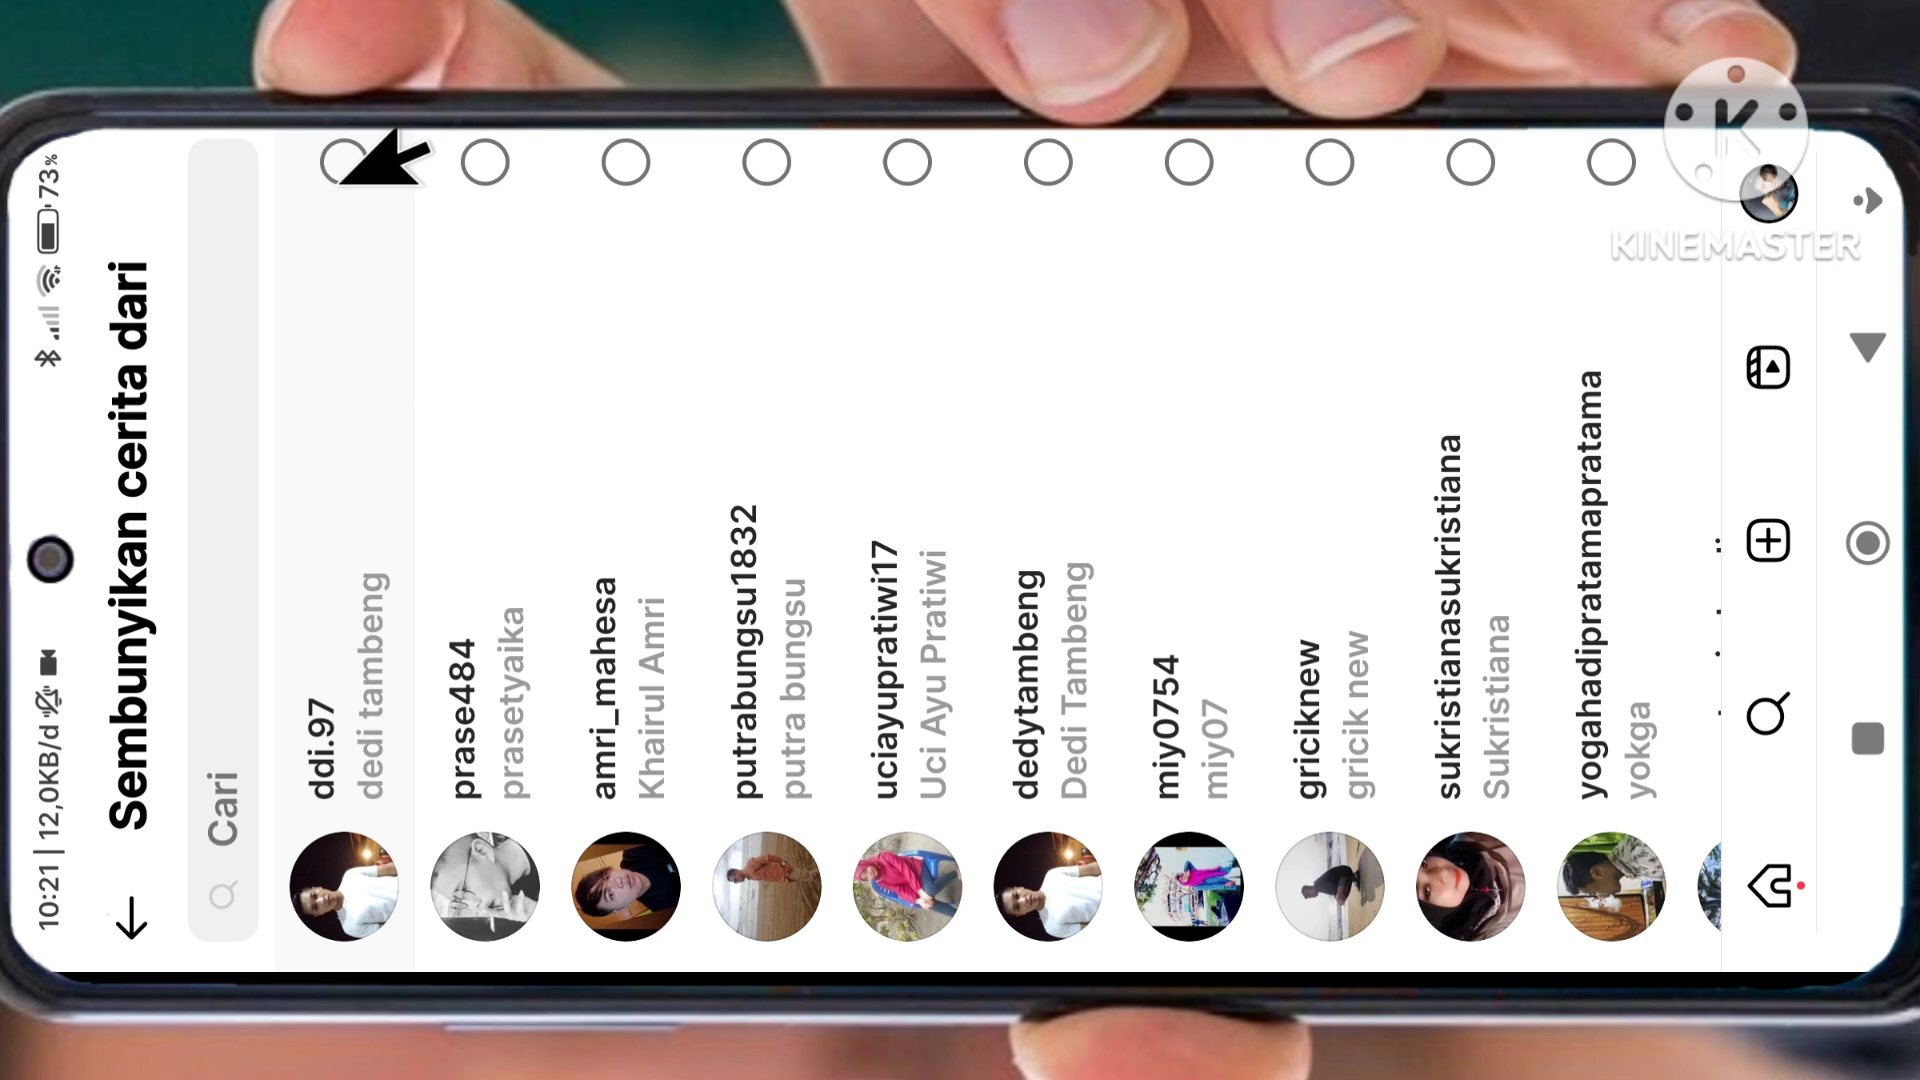 10:21 | 12,0KB/d
73%
Sembunyikan cerita dari
Cari
ddi.97
dedi tambeng
prase484
prasetyaika
amri_mahesa
Khairul Amri
putrabungsu1832
putra bungsu
uciayupratiwi17
Uci Ayu Pratiwi
dedytambeng
Dedi Tambeng
miy0754
miy07
griciknew
gricik new
sukristianasukristiana
Sukristiana
yogahadipratamapratama
yokga
KINEMASTER